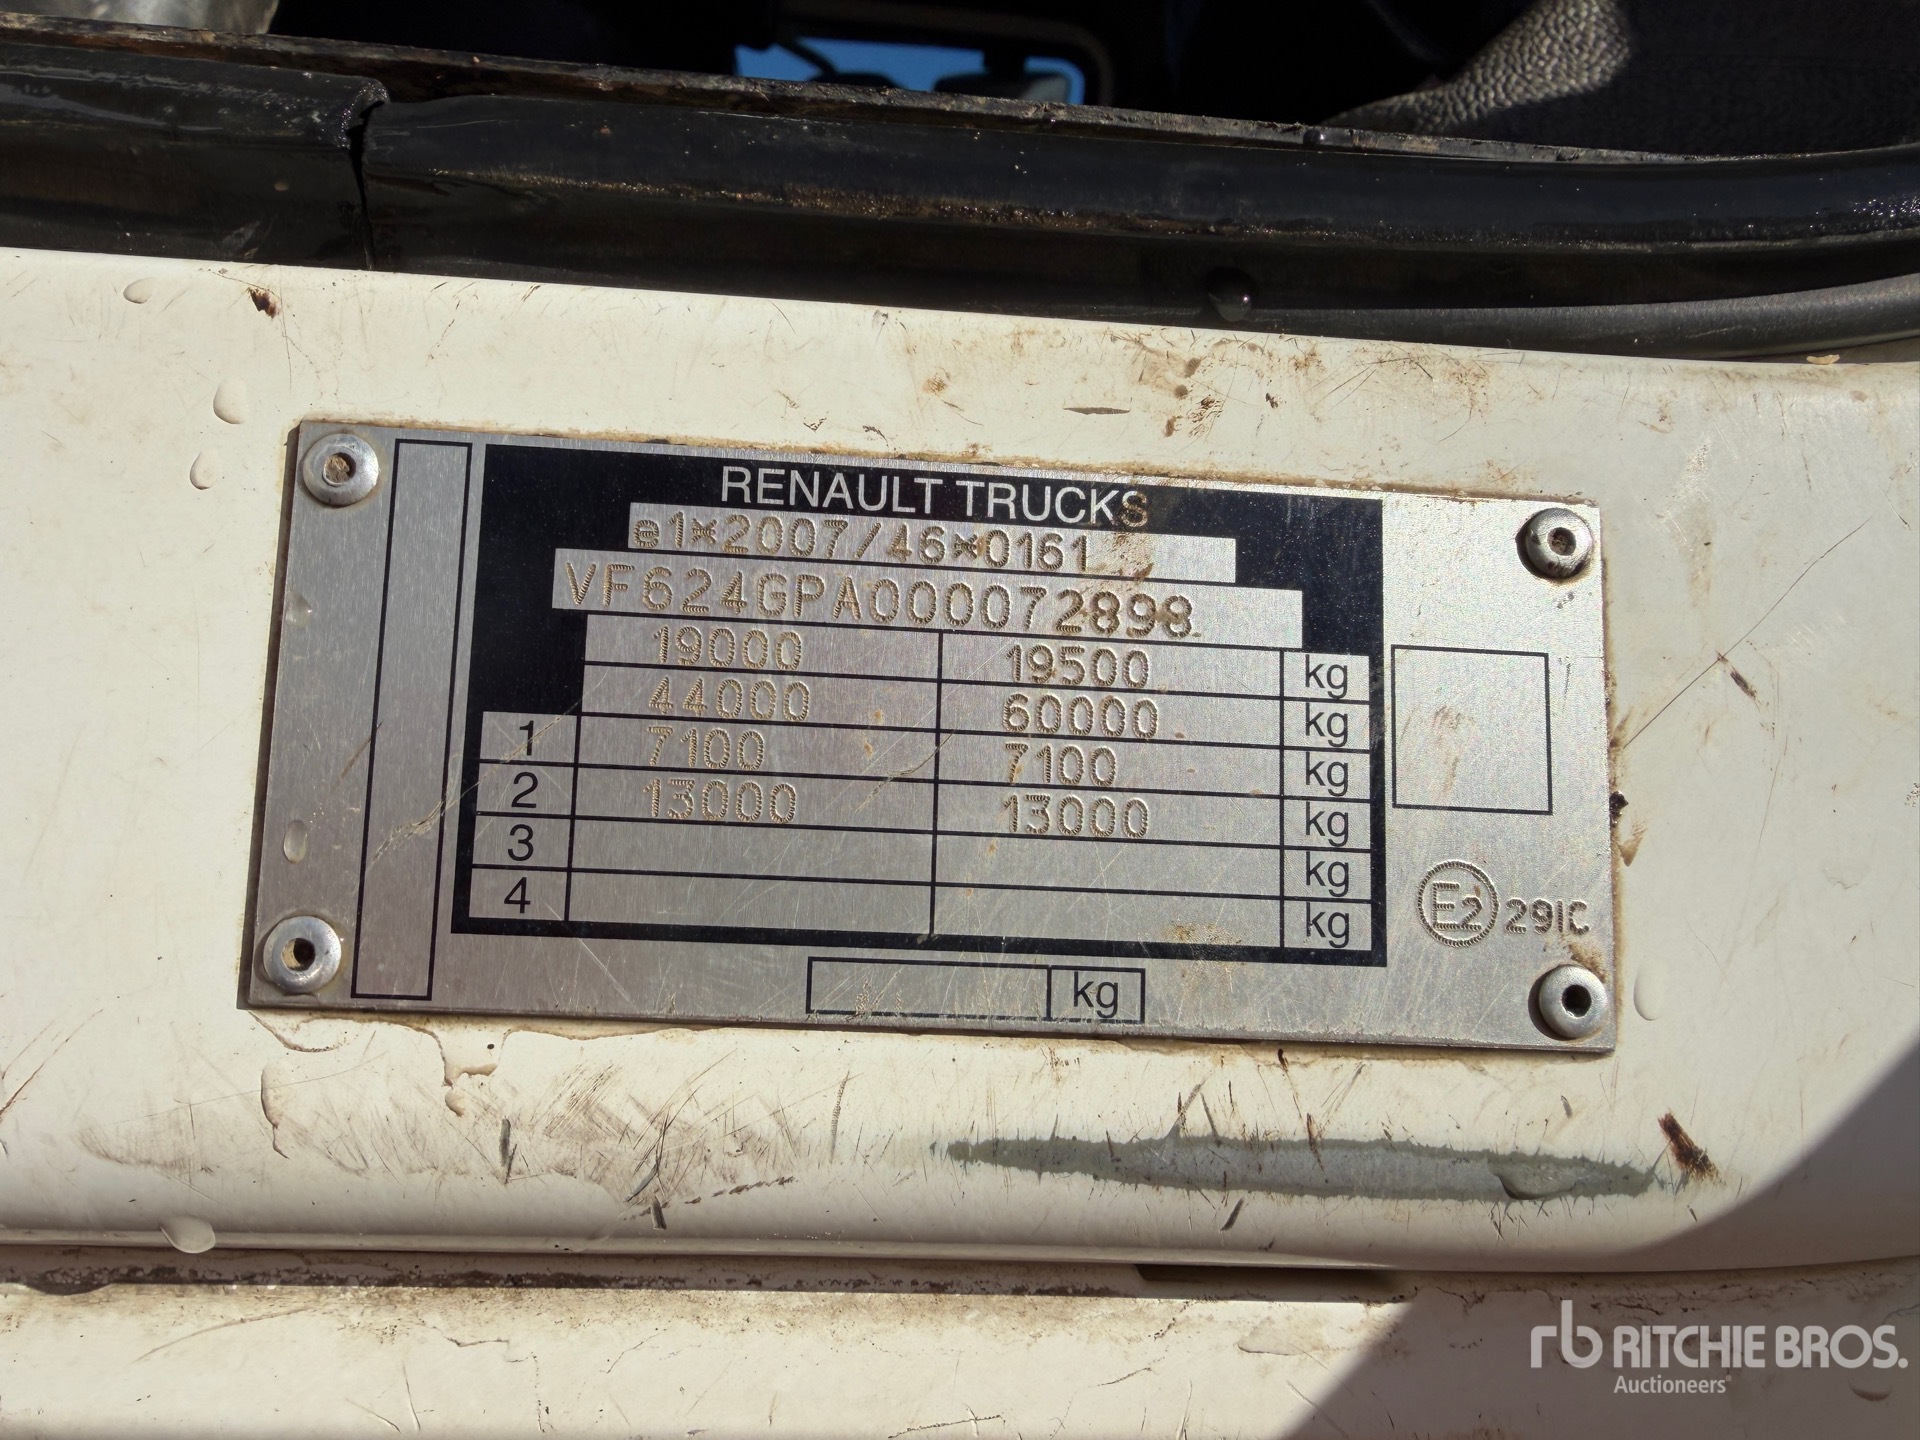 RENAULT TRUCKS
e1*2007/46*0161
VF624GPA000072898
19000 19500 kg
44000 60000 kg
1 7100 7100 kg
2 13000 13000 kg
3 kg
4 kg
kg
E2 291C
rb RITCHIE BROS.
Auctioneers